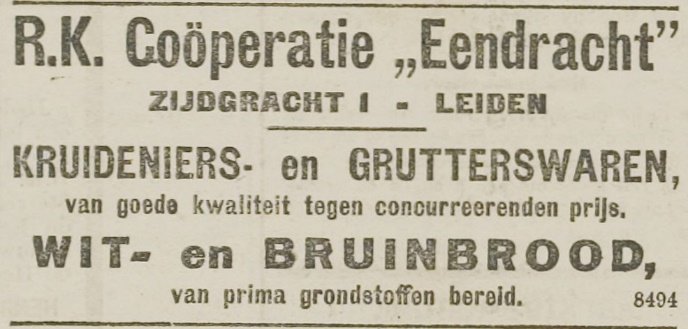 R.K. Coöperatie „Eendracht”
ZIJDGRACHT 1 - LEIDEN
KRUIDENIERS- en GRUTTERSWAREN,
van goede kwaliteit tegen concurreerenden prijs.
WIT- en BRUINBROOD,
van prima grondstoffen bereid. 8494